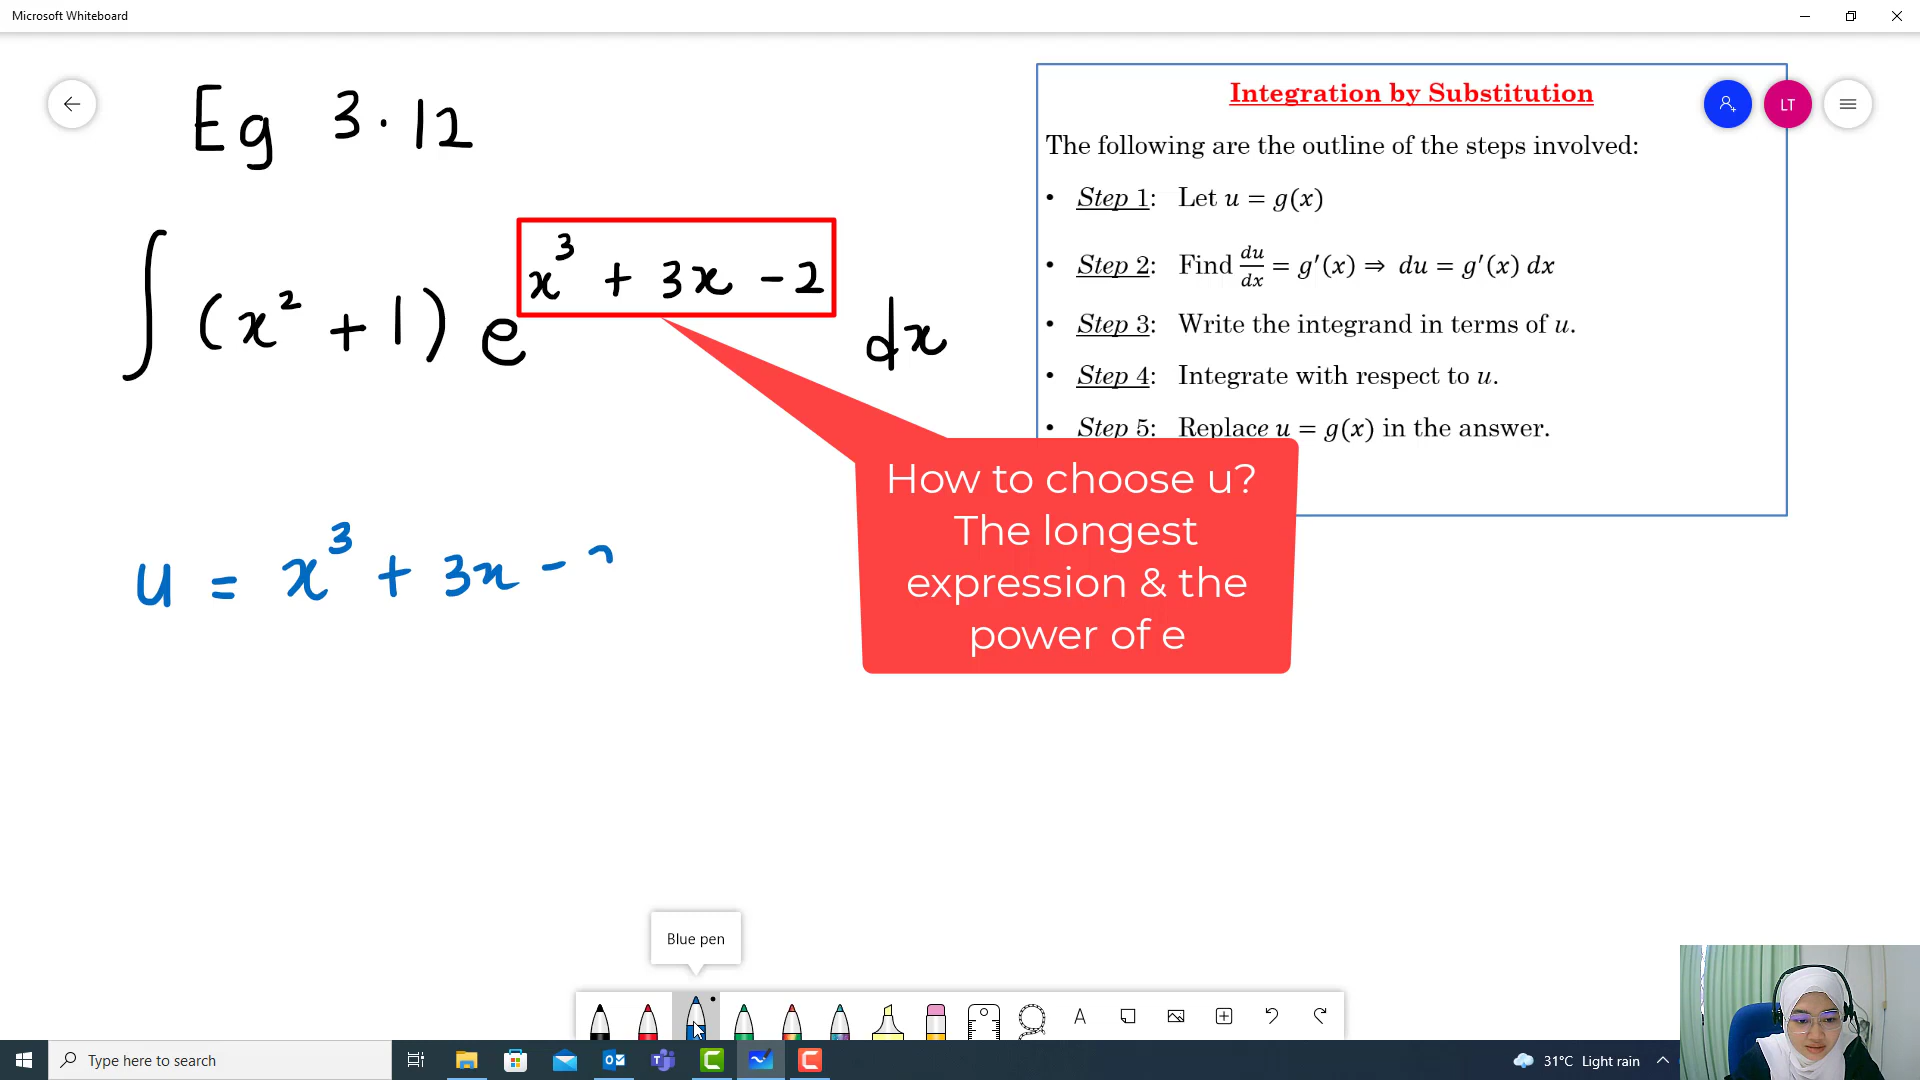 Microsoft Whiteboard
Eg 3.12
∫ (x² + 1) e^{x³ + 3x - 2} dx
u = x³ + 3x - 2
Integration by Substitution
LT
The following are the outline of the steps involved:
• Step 1: Let u = g(x)
• Step 2: Find du/dx = g′(x) ⇒ du = g′(x) dx
• Step 3: Write the integrand in terms of u.
• Step 4: Integrate with respect to u.
• Step 5: Replace u = g(x) in the answer.
How to choose u?
The longest
expression & the
power of e
Blue pen
A
Type here to search
31°C Light rain